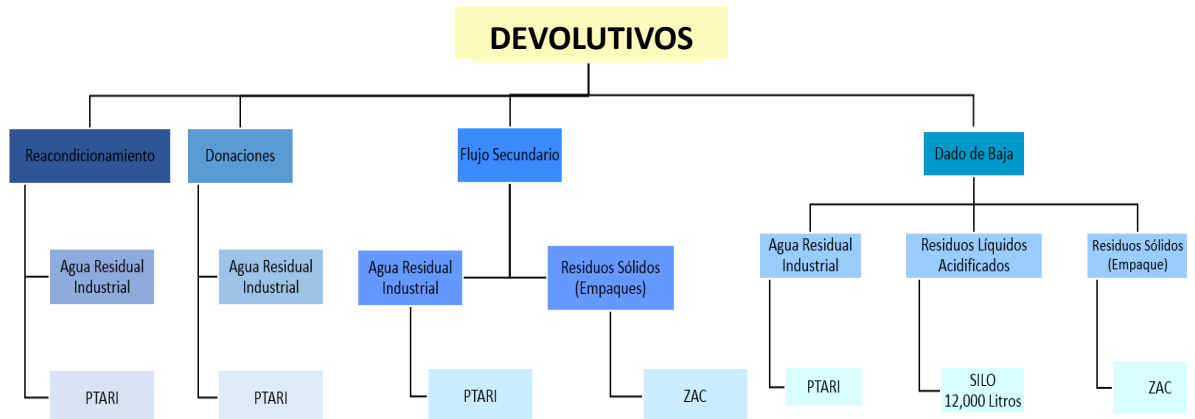 DEVOLUTIVOS
Reacondicionamiento
Donaciones
Flujo Secundario
Dado de Baja
Agua Residual
Industrial
Agua Residual
Industrial
Agua Residual
Industrial
Residuos Sólidos
(Empaques)
Agua Residual
Industrial
Residuos Líquidos
Acidificados
Residuos Sólidos
(Empaque)
PTARI
PTARI
PTARI
ZAC
PTARI
SILO
12,000 Litros
ZAC